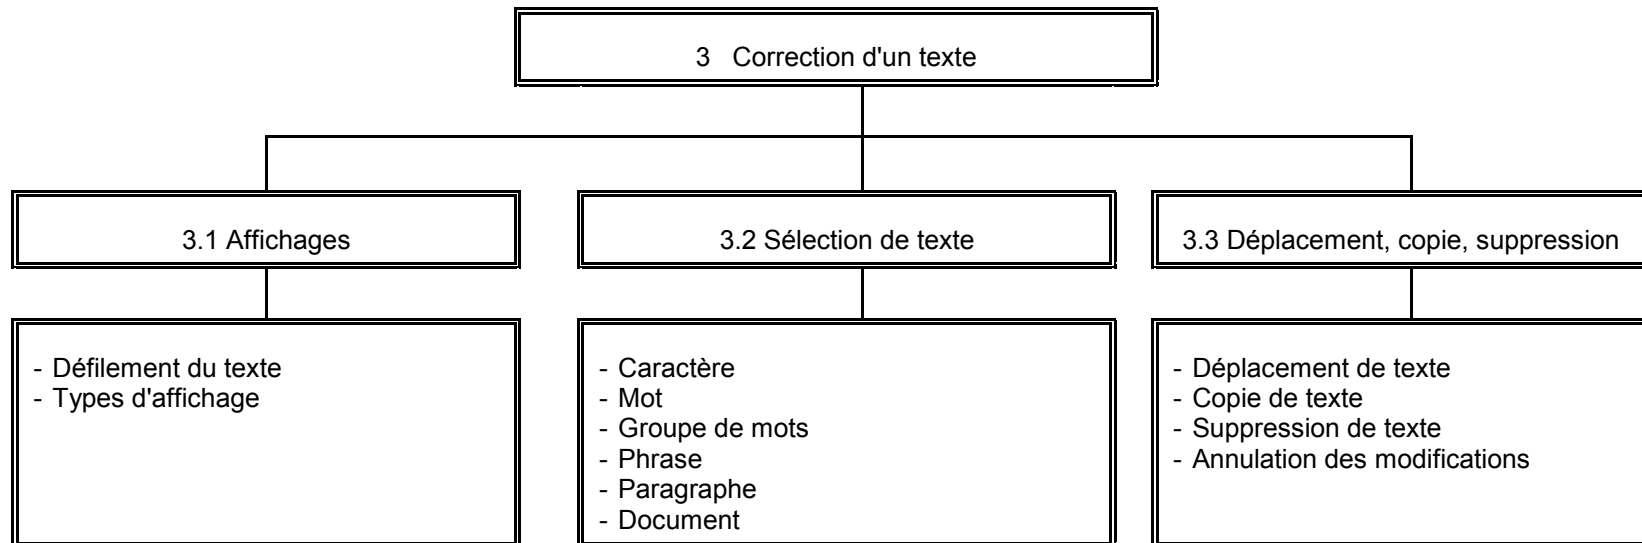 3 Correction d'un texte
3.1 Affichages
3.2 Sélection de texte
3.3 Déplacement, copie, suppression
- Défilement du texte
- Types d'affichage
- Caractère
- Mot
- Groupe de mots
- Phrase
- Paragraphe
- Document
- Déplacement de texte
- Copie de texte
- Suppression de texte
- Annulation des modifications